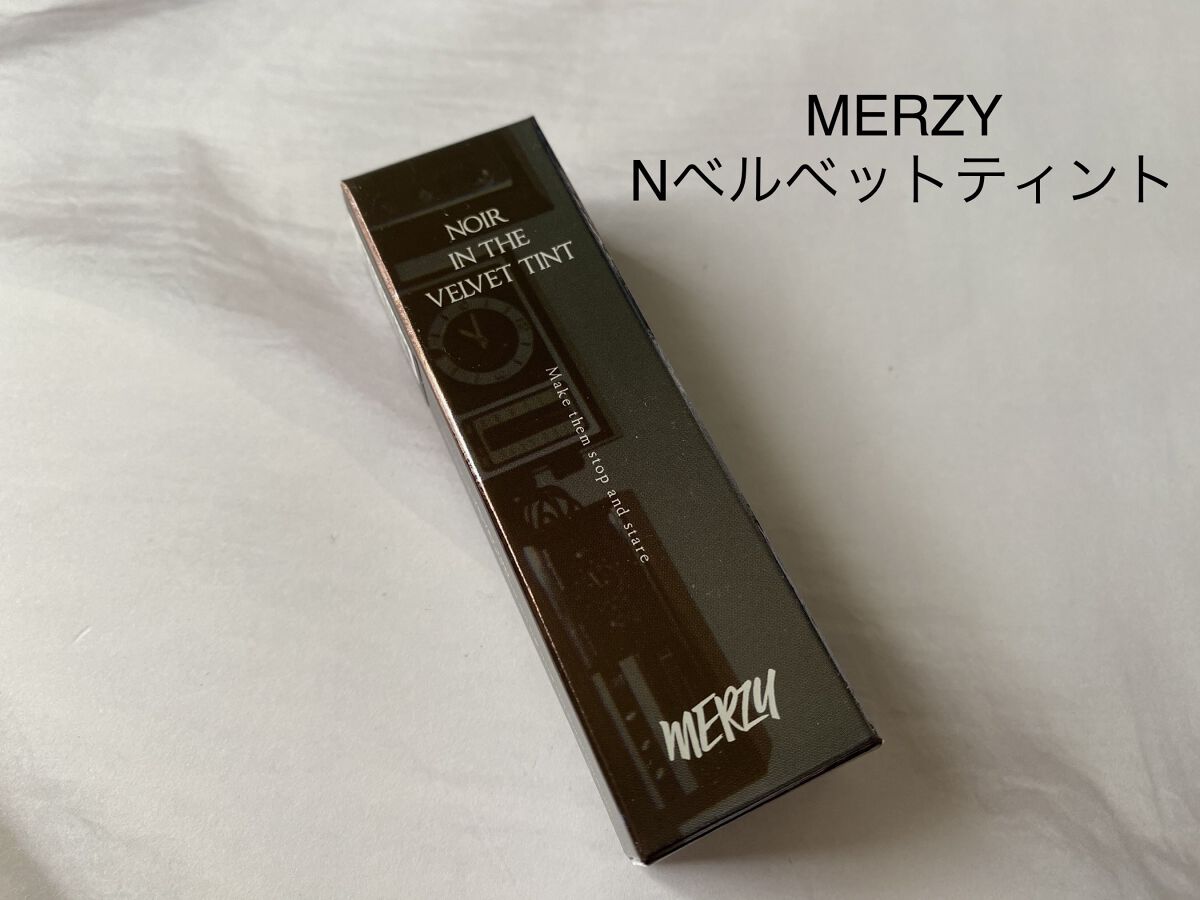 MERZY
Nベルベットティント
NOIR
IN THE
VELVET TINT
Make them stop and stare
MERZY